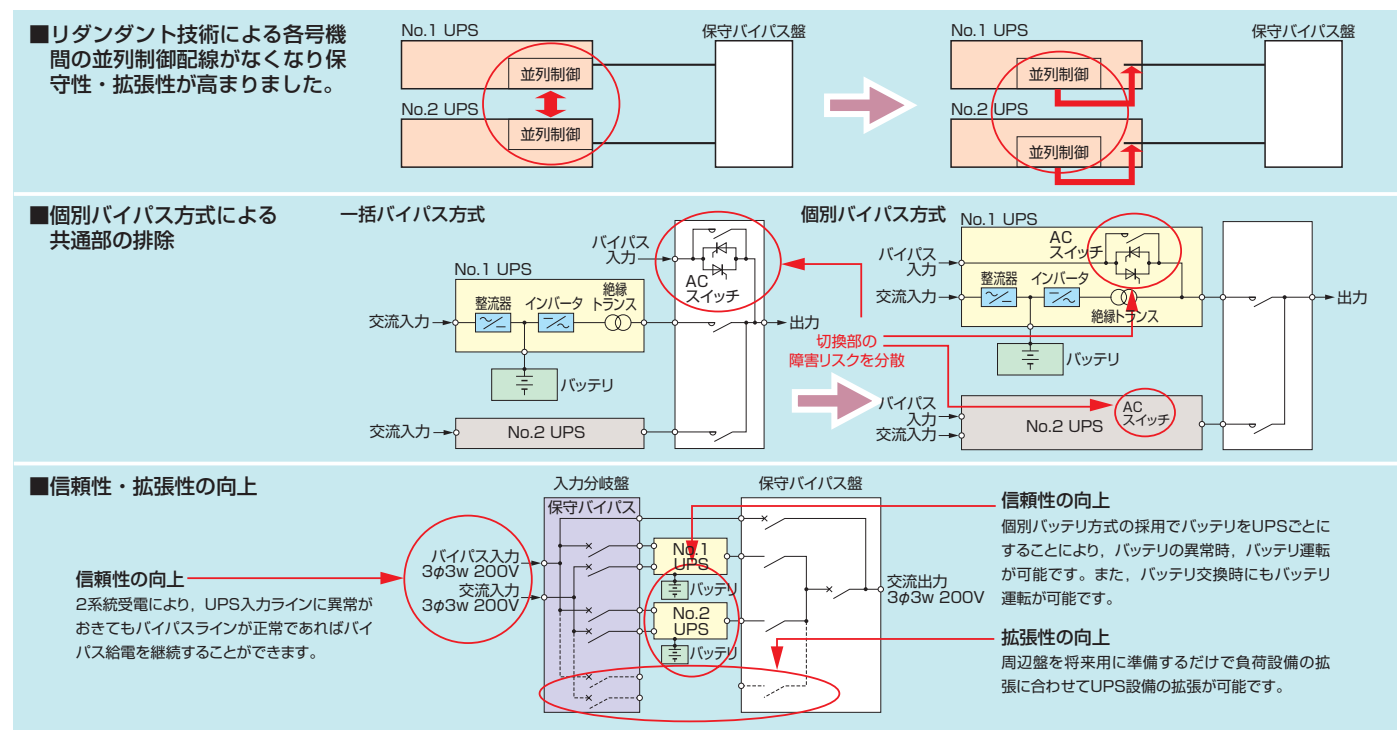 ■リダンダント技術による各号機
間の並列制御配線がなくなり保
守性・拡張性が高まりました。
No.1 UPS
保守バイパス盤
並列制御
No.2 UPS
並列制御
No.1 UPS
保守バイパス盤
並列制御
No.2 UPS
並列制御
■個別バイパス方式による
共通部の排除
一括バイパス方式
バイパス
入力
AC
スイッチ
No.1 UPS
整流器
インバータ
絶縁
トランス
交流入力
出力
バッテリ
交流入力
No.2 UPS
切換部の
障害リスクを分散
個別バイパス方式
No.1 UPS
AC
スイッチ
バイパス
入力
整流器
インバータ
交流入力
絶縁トランス
出力
バッテリ
バイパス
入力
交流入力
No.2 UPS
AC
スイッチ
■信頼性・拡張性の向上
入力分岐盤
保守バイパス盤
保守バイパス
バイパス入力
3φ3w 200V
交流入力
3φ3w 200V
No.1
UPS
バッテリ
No.2
UPS
バッテリ
交流出力
3φ3w 200V
信頼性の向上
2系統受電により，UPS入力ラインに異常が
おきてもバイパスラインが正常であればバイ
パス給電を継続することができます。
信頼性の向上
個別バッテリ方式の採用でバッテリをUPSごとに
することにより，バッテリの異常時，バッテリ運転
が可能です。また，バッテリ交換時にもバッテリ
運転が可能です。
拡張性の向上
周辺盤を将来用に準備するだけで負荷設備の拡
張に合わせてUPS設備の拡張が可能です。